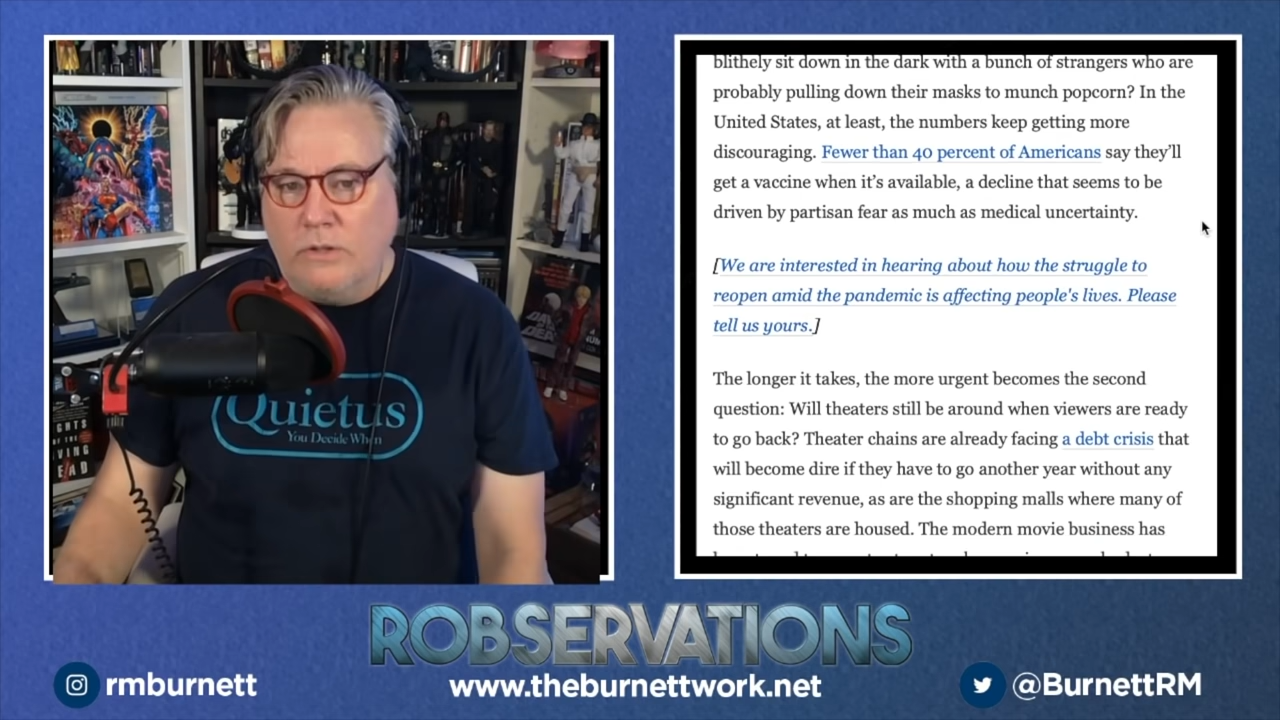 blithely sit down in the dark with a bunch of strangers who are
probably pulling down their masks to munch popcorn? In the
United States, at least, the numbers keep getting more
discouraging. Fewer than 40 percent of Americans say they'll
get a vaccine when it's available, a decline that seems to be
driven by partisan fear as much as medical uncertainty.
[We are interested in hearing about how the struggle to
reopen amid the pandemic is affecting people's lives. Please
tell us yours.]
The longer it takes, the more urgent becomes the second
question: Will theaters still be around when viewers are ready
to go back? Theater chains are already facing a debt crisis that
will become dire if they have to go another year without any
significant revenue, as are the shopping malls where many of
those theaters are housed. The modern movie business has
Quietus
You Decide When
ROBSERVATIONS
rmburnett
www.theburnettwork.net
@BurnettRM